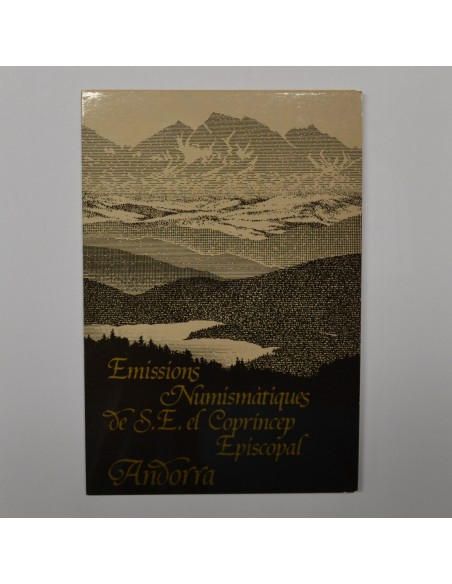 Emissions
Numismàtiques
de S.E. el Copríncep
Episcopal
Andorra